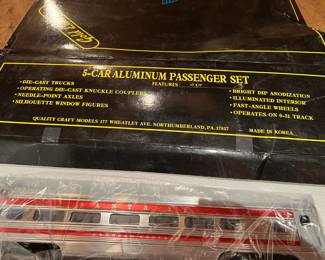 5-CAR ALUMINUM PASSENGER SET
FEATURES:
•DIE-CAST TRUCKS
•OPERATING DIE-CAST KNUCKLE COUPLERS
•NEEDLE-POINT AXLES
•SILHOUETTE WINDOW FIGURES
•BRIGHT DIP ANODIZATION
•ILLUMINATED INTERIOR
•FAST-ANGLE WHEELS
•OPERATES ON 0-31 TRACK
QUALITY CRAFT MODELS 177 WHEATLEY AVE. NORTHUMBERLAND, PA. 17857
MADE IN KOREA
SANTA